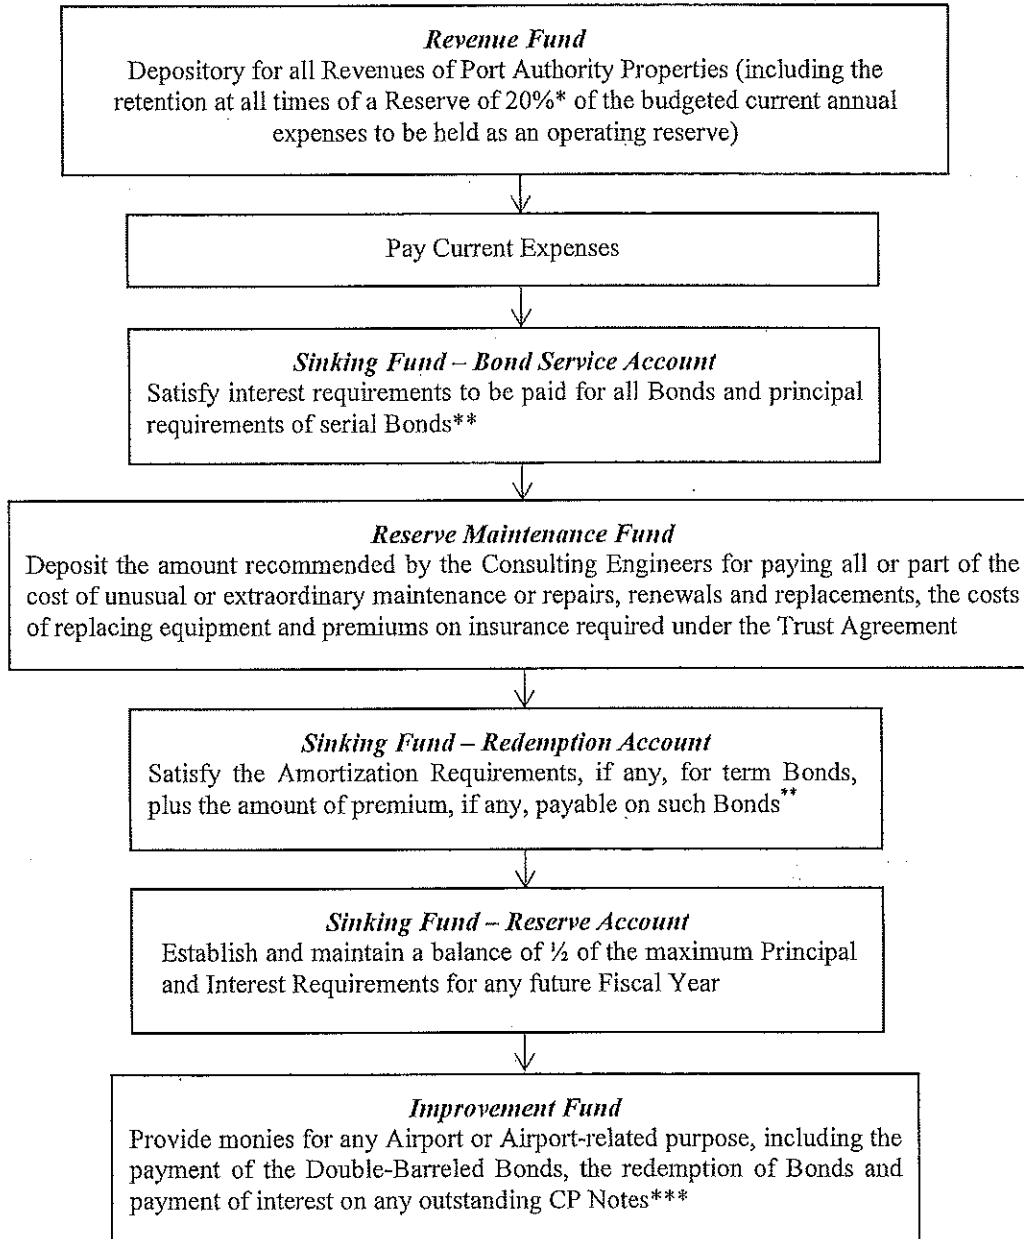 Revenue Fund
Depository for all Revenues of Port Authority Properties (including the
retention at all times of a Reserve of 20%* of the budgeted current annual
expenses to be held as an operating reserve)
Pay Current Expenses
Sinking Fund – Bond Service Account
Satisfy interest requirements to be paid for all Bonds and principal
requirements of serial Bonds**
Reserve Maintenance Fund
Deposit the amount recommended by the Consulting Engineers for paying all or part of the
cost of unusual or extraordinary maintenance or repairs, renewals and replacements, the costs
of replacing equipment and premiums on insurance required under the Trust Agreement
Sinking Fund – Redemption Account
Satisfy the Amortization Requirements, if any, for term Bonds,
plus the amount of premium, if any, payable on such Bonds**
Sinking Fund – Reserve Account
Establish and maintain a balance of ½ of the maximum Principal
and Interest Requirements for any future Fiscal Year
Improvement Fund
Provide monies for any Airport or Airport-related purpose, including the
payment of the Double-Barreled Bonds, the redemption of Bonds and
payment of interest on any outstanding CP Notes***